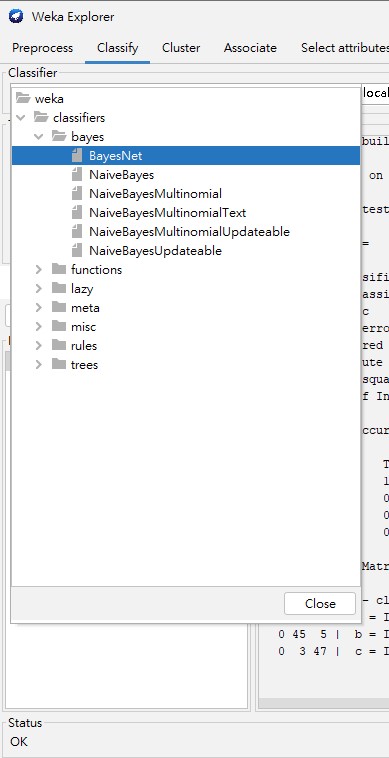 Weka Explorer
Preprocess Classify Cluster Associate Select attributes
Classifier
weka
classifiers
bayes
BayesNet
NaiveBayes
NaiveBayesMultinomial
NaiveBayesMultinomialText
NaiveBayesMultinomialUpdateable
NaiveBayesUpdateable
functions
lazy
meta
misc
rules
trees
Close
local
buil
on
test
=
sifi
assi
c
erro
red
ute
squa
f In
ccur
T
1
0
0
0
Matr
- cl
= I
0 45 5 | b = I
0 3 47 | c = I
Status
OK